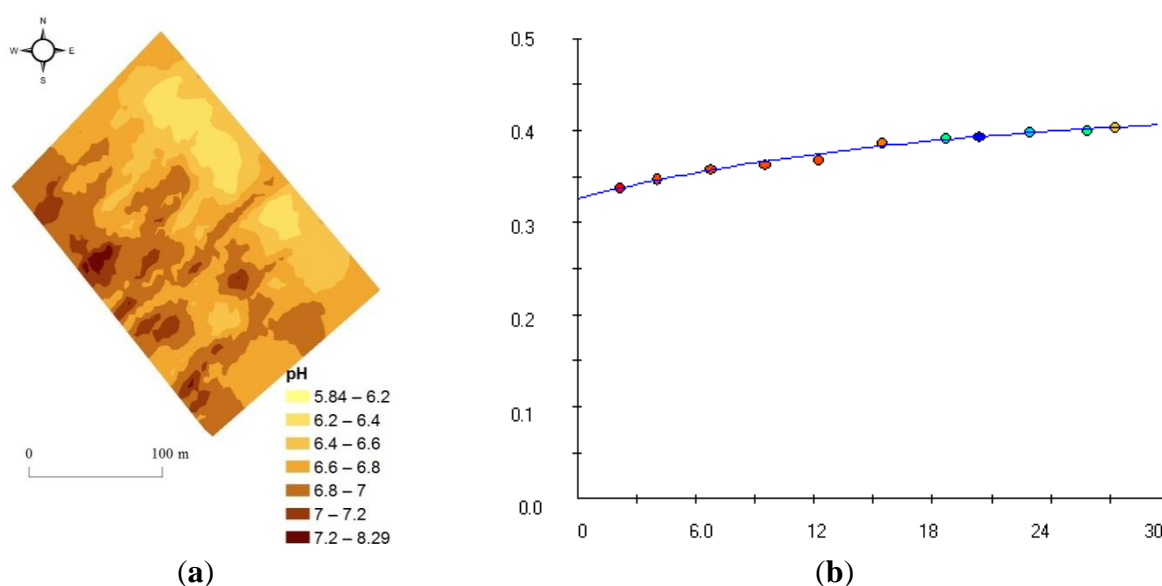 N
W E
S
pH
5.84 – 6.2
6.2 – 6.4
6.4 – 6.6
6.6 – 6.8
6.8 – 7
7 – 7.2
7.2 – 8.29
0 100 m
(a)
0.5
0.4
0.3
0.2
0.1
0.0
0 6.0 12 18 24 30
(b)